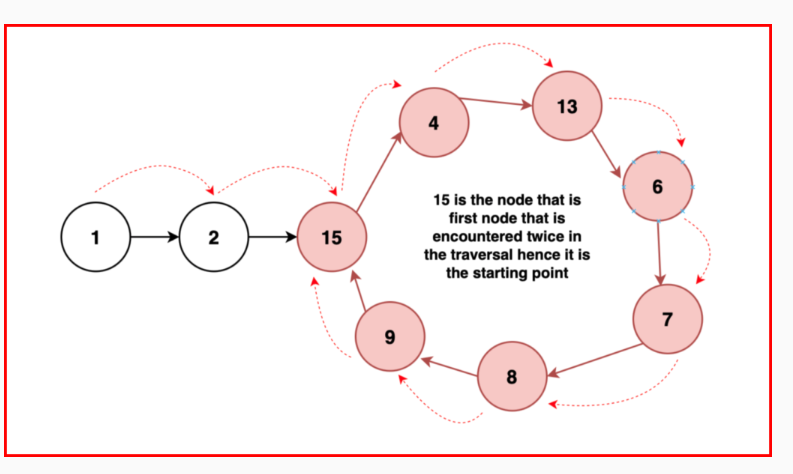 4
13
6
15 is the node that is
first node that is
encountered twice in
the traversal hence it is
the starting point
1
2
15
7
9
8